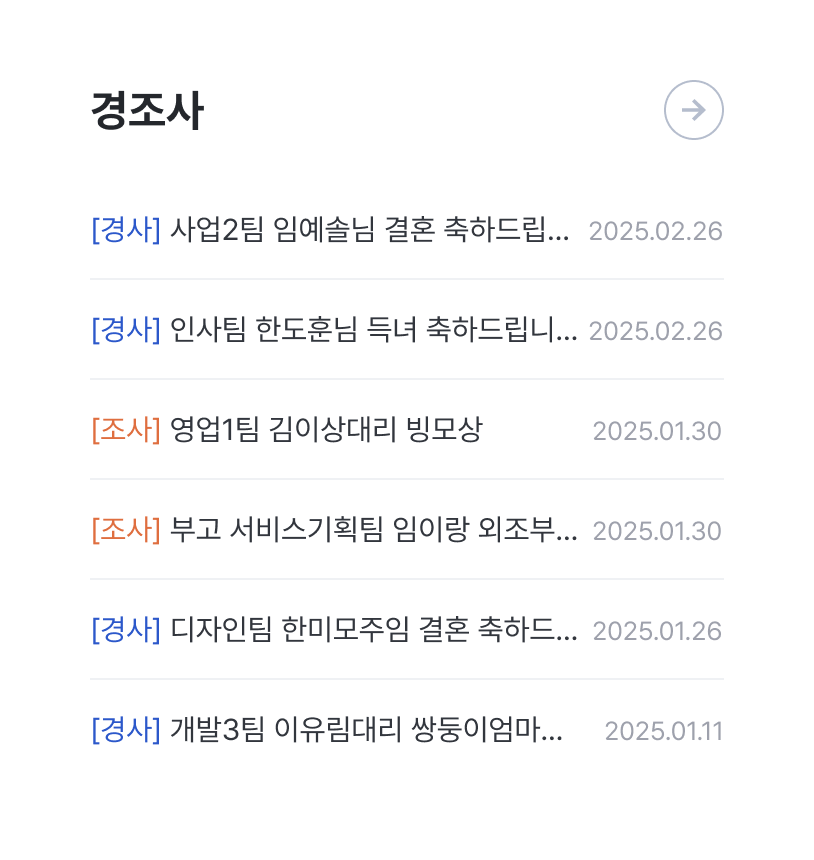 경조사
[경사] 사업2팀 임예솔님 결혼 축하드립... 2025.02.26
[경사] 인사팀 한도훈님 득녀 축하드립니... 2025.02.26
[조사] 영업1팀 김이상대리 빙모상 2025.01.30
[조사] 부고 서비스기획팀 임이랑 외조부... 2025.01.30
[경사] 디자인팀 한미모주임 결혼 축하드... 2025.01.26
[경사] 개발3팀 이유림대리 쌍둥이엄마... 2025.01.11